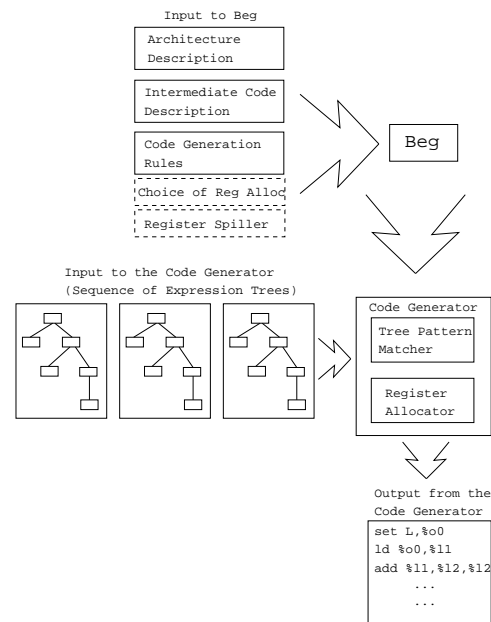 Input to Beg
Architecture
Description
Intermediate Code
Description
Code Generation
Rules
Choice of Reg Alloc
Register Spiller
Beg
Input to the Code Generator
(Sequence of Expression Trees)
Code Generator
Tree Pattern
Matcher
Register
Allocator
Output from the
Code Generator
set L,%o0
ld %o0,%l1
add %l1,%l2,%l2
...
...